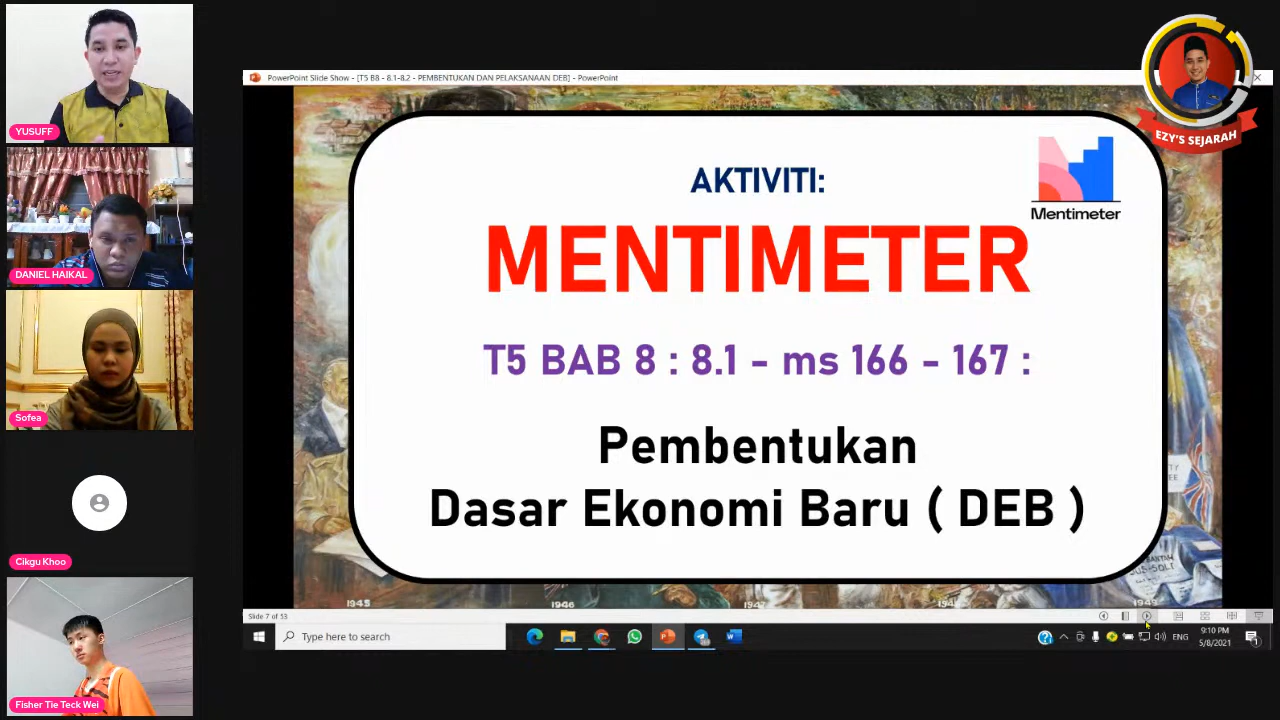 YUSUFF
DANIEL HAIKAL
Sofea
Cikgu Khoo
Fisher Tie Teck Wei
PowerPoint Slide Show - [T5 B8 - 8.1-8.2 - PEMBENTUKAN DAN PELAKSANAAN DEB] - PowerPoint
EZY'S SEJARAH
AKTIVITI:
Mentimeter
MENTIMETER
T5 BAB 8 : 8.1 - ms 166 - 167 :
Pembentukan
Dasar Ekonomi Baru ( DEB )
1945
1946
Slide 7 of 53
Type here to search
ENG
9:10 PM
5/8/2021